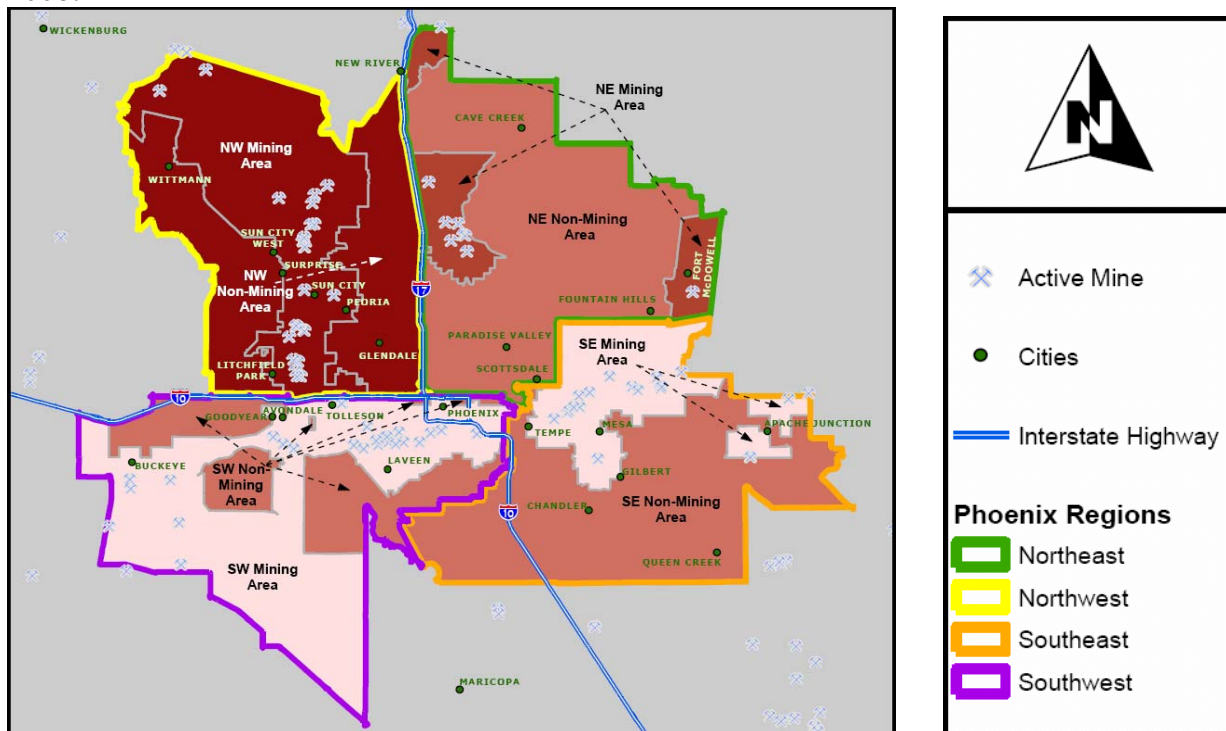 WICKENBURG
NEW RIVER
NE Mining
Area
CAVE CREEK
NW Mining
Area
WITTMANN
NE Non-Mining
Area
SUN CITY
WEST
SURPRISE
NW
Non-Mining
Area
SUN CITY
PEORIA
17
FORT
MCDOWELL
FOUNTAIN HILLS
PARADISE VALLEY
SE Mining
Area
GLENDALE
LITCHFIELD
PARK
SCOTTSDALE
10
GOODYEAR
AVONDALE
TOLLESON
PHOENIX
TEMPE
MESA
APACHE JUNCTION
BUCKEYE
SW Non-
Mining
Area
LAVEEN
GILBERT
CHANDLER
10
SE Non-Mining
Area
QUEEN CREEK
SW Mining
Area
MARICOPA
N
Active Mine
Cities
Interstate Highway
Phoenix Regions
Northeast
Northwest
Southeast
Southwest